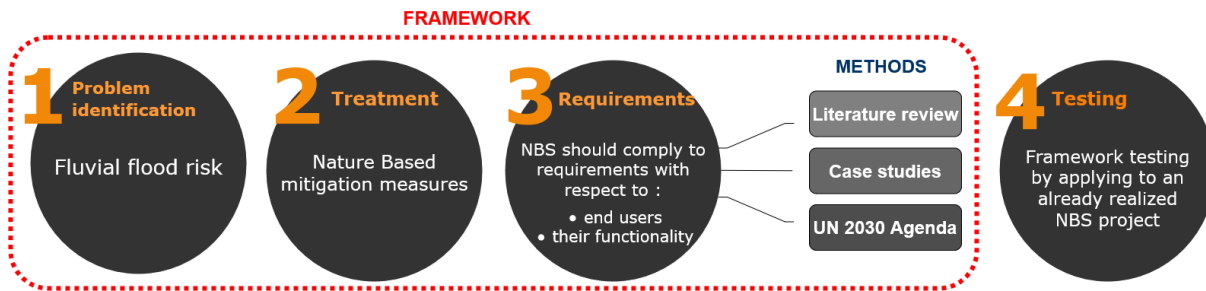 FRAMEWORK
1
Problem
identification
Fluvial flood risk
2
Treatment
Nature Based
mitigation measures
3
Requirements
NBS should comply to
requirements with
respect to :
• end users
• their functionality
METHODS
Literature review
Case studies
UN 2030 Agenda
4
Testing
Framework testing
by applying to an
already realized
NBS project